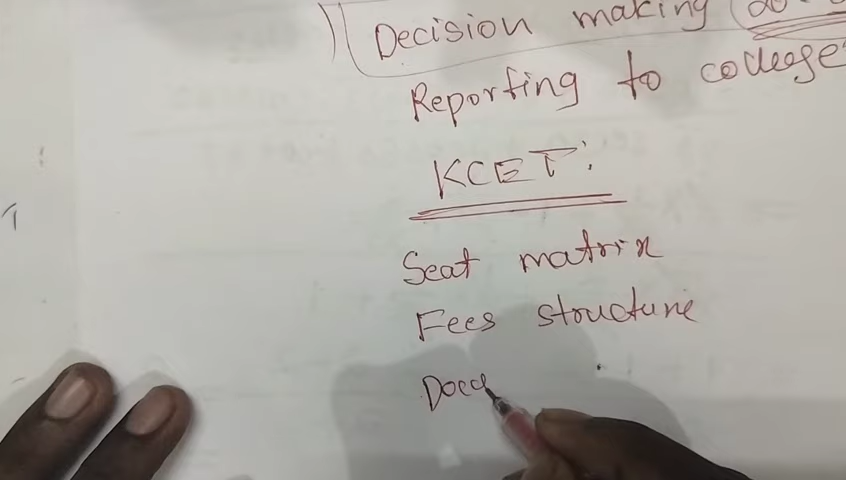 Decision making
Reporting to college
KCET:
Seat matrix
Fees structure
Docu